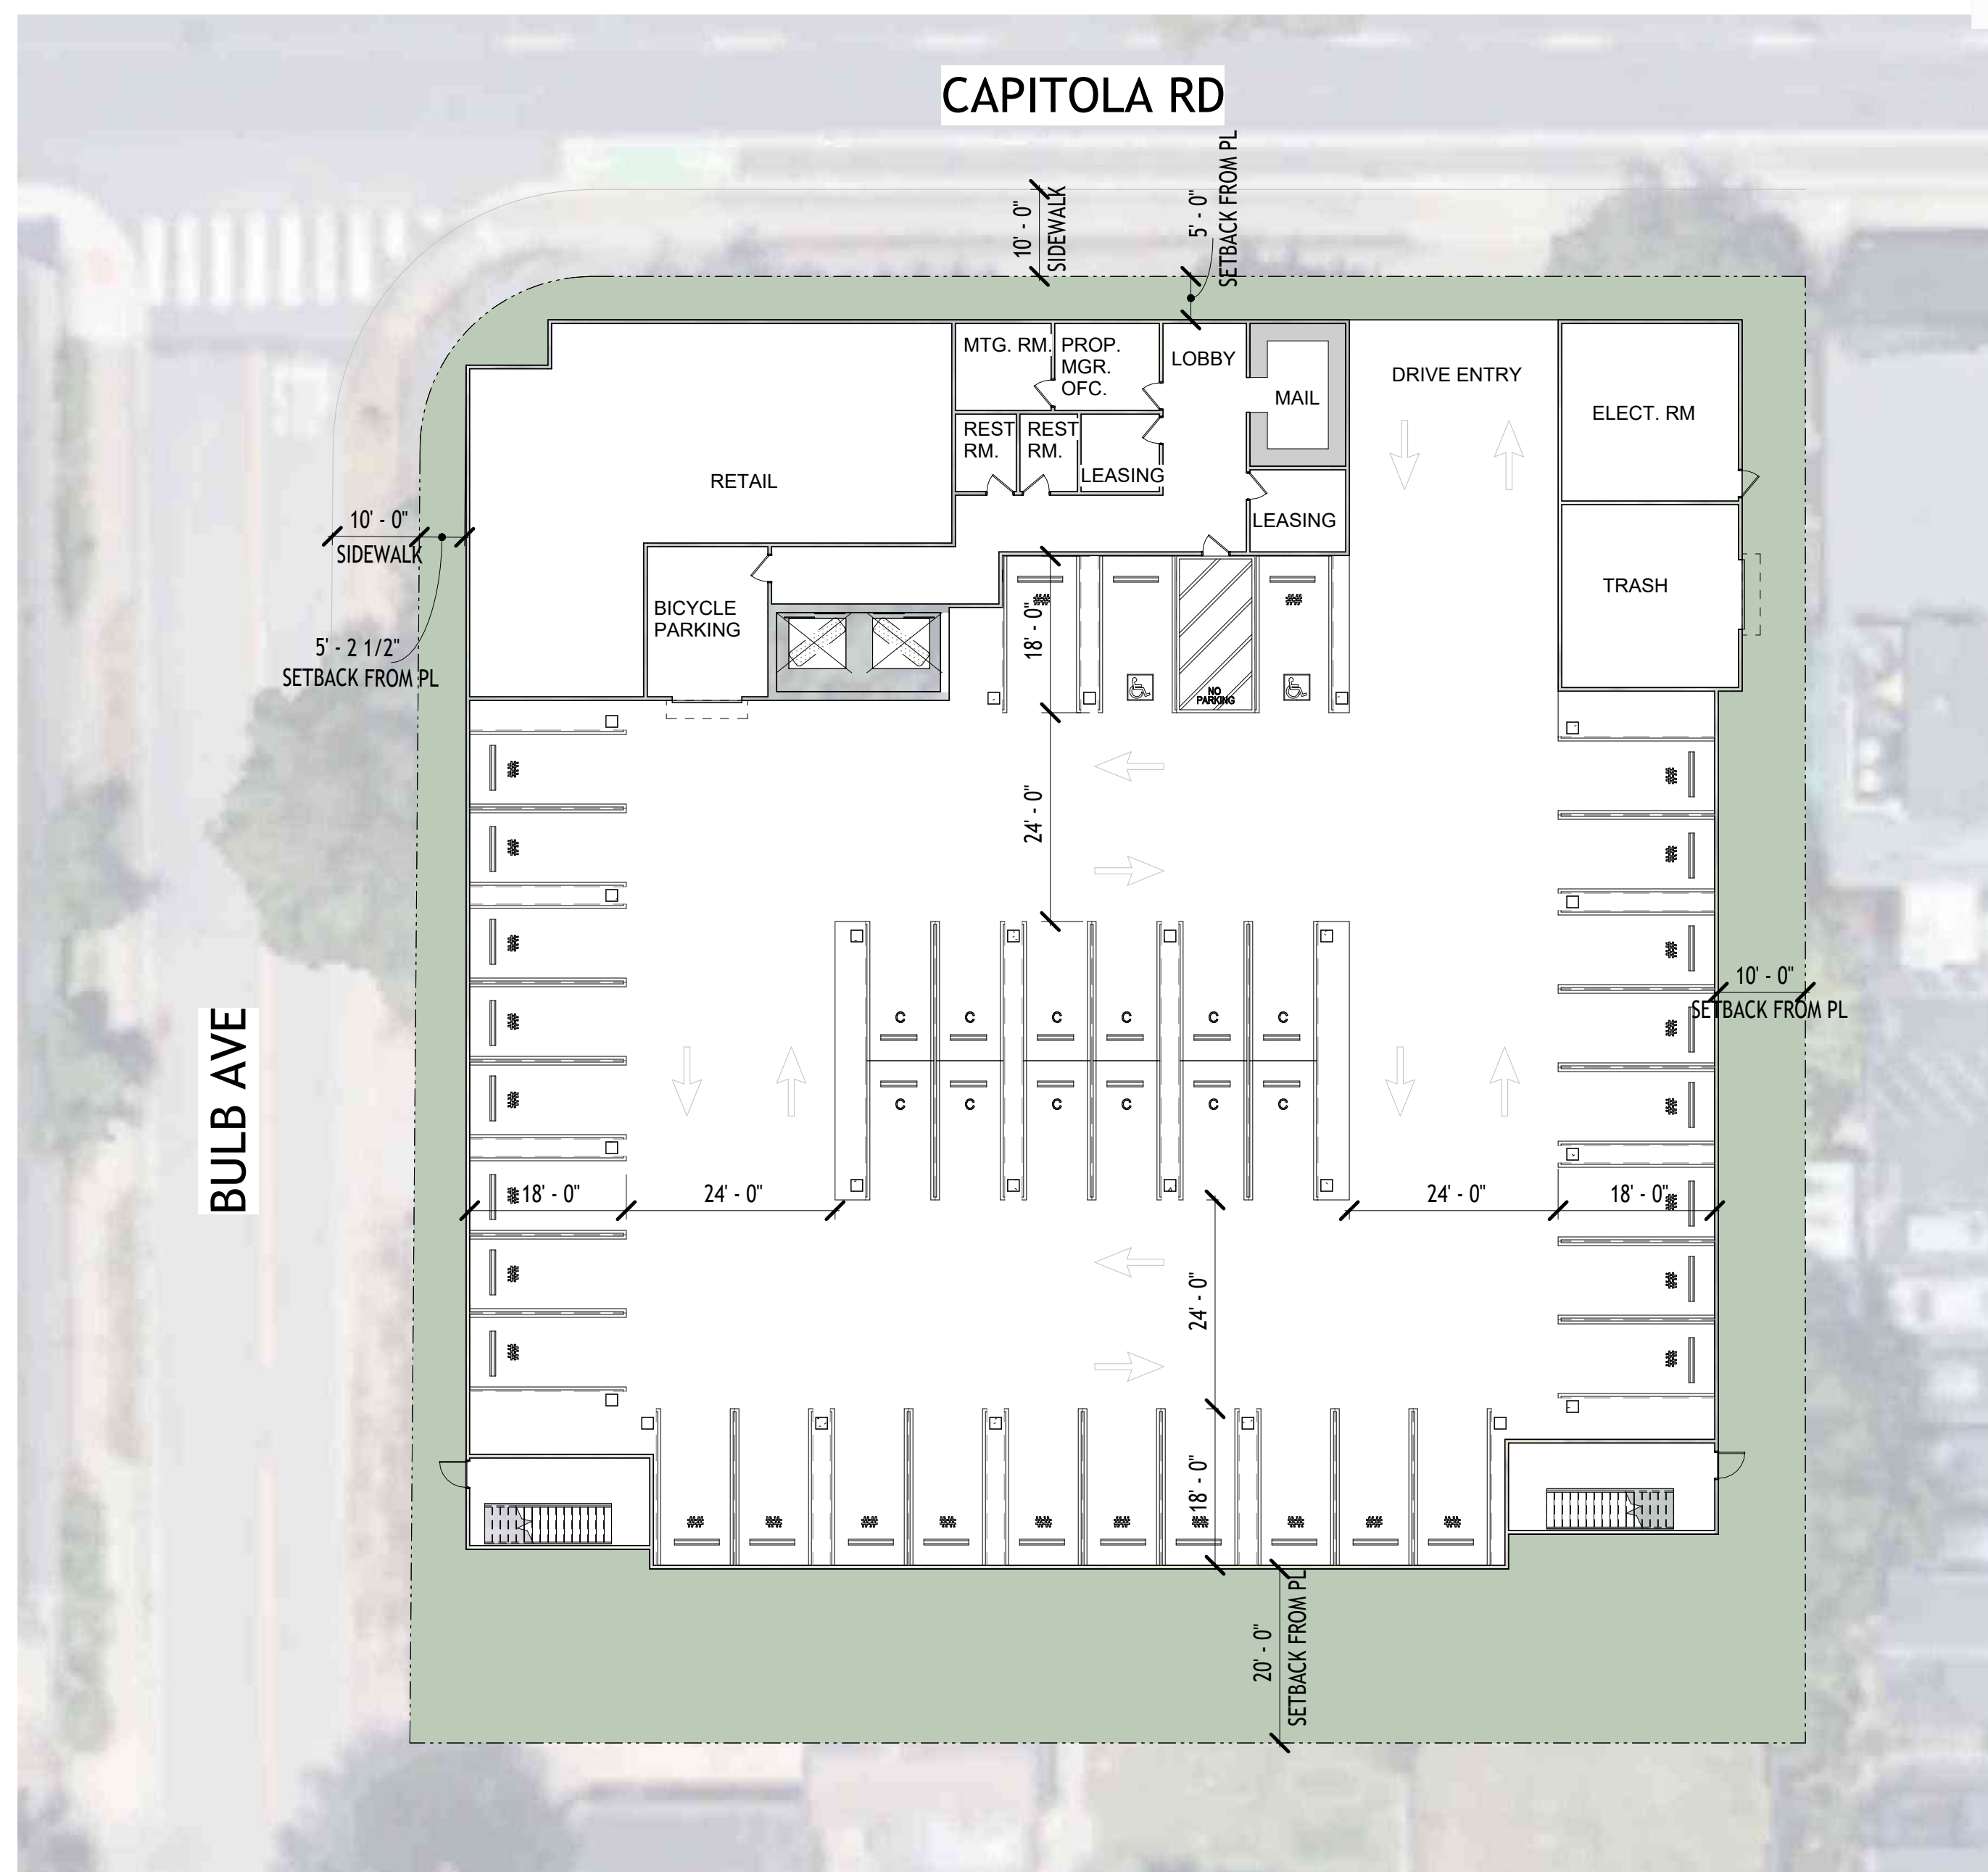 CAPITOLA RD
10' - 0"
SIDEWALK
5' - 0"
SETBACK FROM PL
MTG. RM.
PROP.
MGR.
OFC.
LOBBY
MAIL
DRIVE ENTRY
ELECT. RM
REST
RM.
REST
RM.
LEASING
RETAIL
LEASING
10' - 0"
SIDEWALK
5' - 2 1/2"
SETBACK FROM PL
BICYCLE
PARKING
TRASH
##
##
18' - 0"
NO
PARKING
##
##
##
##
24' - 0"
##
##
##
##
10' - 0"
SETBACK FROM PL
C C C C C C
##
##
C C C C C C
##
##
BULB AVE
##
18' - 0"
24' - 0"
24' - 0"
18' - 0"
##
##
##
24' - 0"
##
##
18' - 0"
## ## ## ## ## ## ## ## ## ##
20' - 0"
SETBACK FROM PL